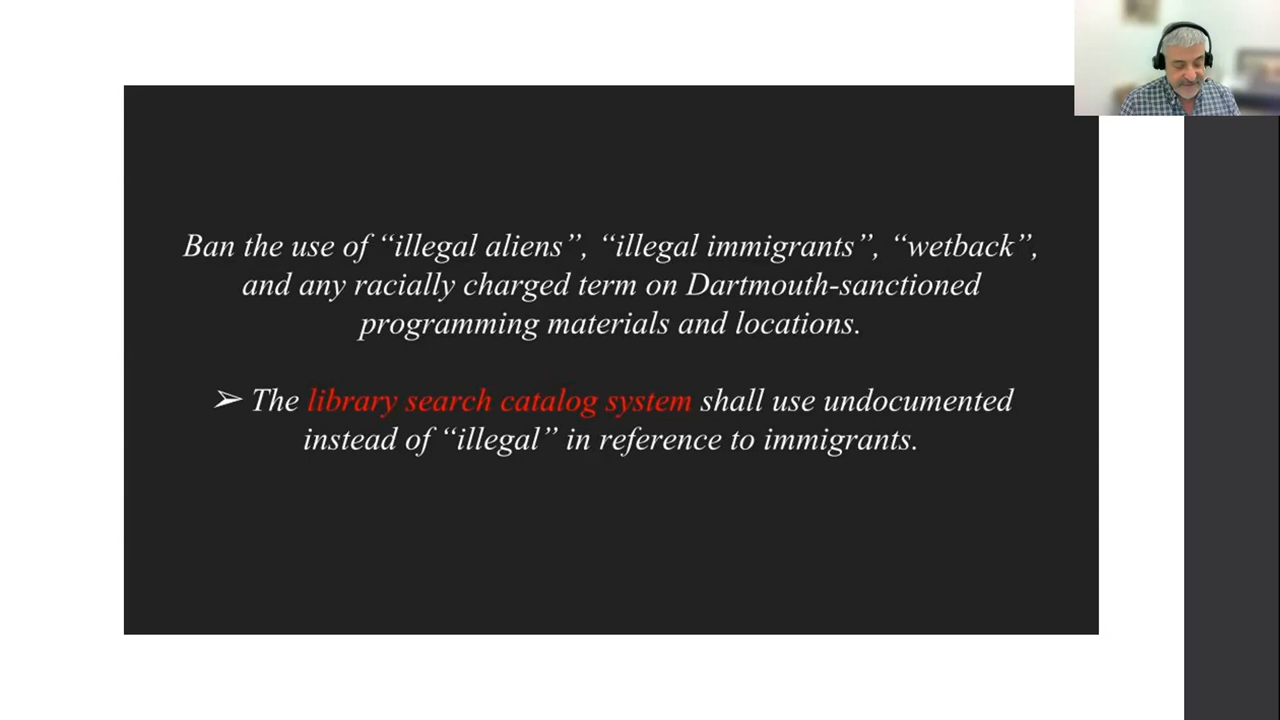 Ban the use of “illegal aliens”, “illegal immigrants”, “wetback”,
and any racially charged term on Dartmouth-sanctioned
programming materials and locations.
➢ The library search catalog system shall use undocumented
instead of “illegal” in reference to immigrants.